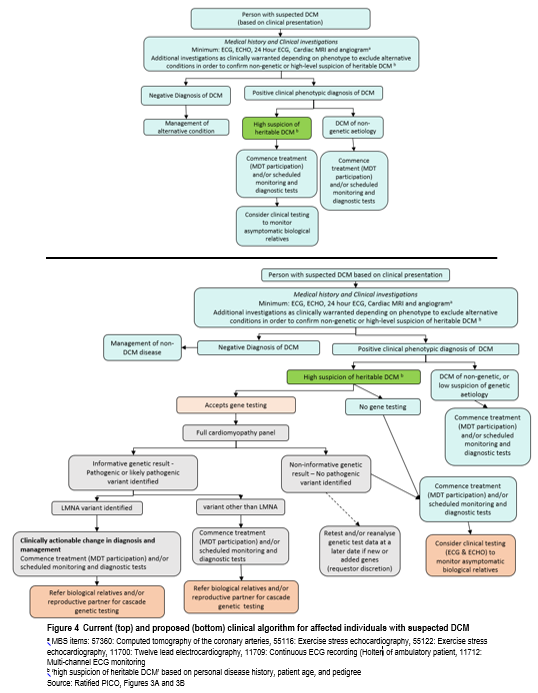 Person with suspected DCM
(based on clinical presentation)
Medical history and Clinical investigations
Minimum: ECG, ECHO, 24 Hour ECG, Cardiac MRI and angiogramᵃ
Additional investigations as clinically warranted depending on phenotype to exclude alternative
conditions in order to confirm non-genetic or high-level suspicion of heritable DCM ᵇ
Negative Diagnosis of DCM
Positive clinical phenotypic diagnosis of DCM
Management of
alternative condition
High suspicion of
heritable DCM ᵇ
DCM of non-
genetic aetiology
Commence treatment
(MDT participation)
and/or scheduled
monitoring and
diagnostic tests
Commence
treatment (MDT
participation)
and/or scheduled
monitoring and
diagnostic tests
Consider clinical testing
to monitor
asymptomatic biological
relatives
Person with suspected DCM based on clinical presentation
Medical history and Clinical investigations
Minimum: ECG, ECHO, 24 hour ECG, Cardiac MRI and angiogramᵃ
Additional investigations as clinically warranted depending on phenotype to exclude alternative
conditions in order to confirm non-genetic or high-level suspicion of heritable DCM ᵇ
Management of non-
DCM disease
Negative Diagnosis of DCM
Positive clinical phenotypic diagnosis of DCM
High suspicion of heritable DCM ᵇ
DCM of non-genetic, or
low suspicion of genetic
aetiology
Accepts gene testing
No gene testing
Commence treatment
(MDT participation)
and/or scheduled
monitoring and
diagnostic tests
Full cardiomyopathy panel
Informative genetic result -
Pathogenic or likely pathogenic
variant identified
Non-informative genetic
result – No pathogenic
variant identified
Commence treatment
(MDT participation) and/or
scheduled monitoring and
diagnostic tests
LMNA variant identified
variant other than LMNA
Clinically actionable change in diagnosis and
management
Commence treatment (MDT participation) and/or
scheduled monitoring and diagnostic tests
Commence treatment
(MDT participation) and/or
scheduled monitoring and
diagnostic tests
Retest and/or reanalyse
genetic test data at a
later date if new or
added genes
(requestor discretion)
Consider clinical testing
(ECG & ECHO) to
monitor asymptomatic
biological relatives
Refer biological relatives and/or
reproductive partner for cascade
genetic testing
Refer biological relatives and/or
reproductive partner for cascade
genetic testing
Figure 4 Current (top) and proposed (bottom) clinical algorithm for affected individuals with suspected DCM
ᵃ MBS items: 57360: Computed tomography of the coronary arteries, 55116: Exercise stress echocardiography, 55122: Exercise stress
echocardiography, 11700: Twelve lead electrocardiography, 11709: Continuous ECG recording (Holter) of ambulatory patient, 11712:
Multi-channel ECG monitoring
ᵇ 'high suspicion of heritable DCM' based on personal disease history, patient age, and pedigree
Source: Ratified PICO, Figures 3A and 3B